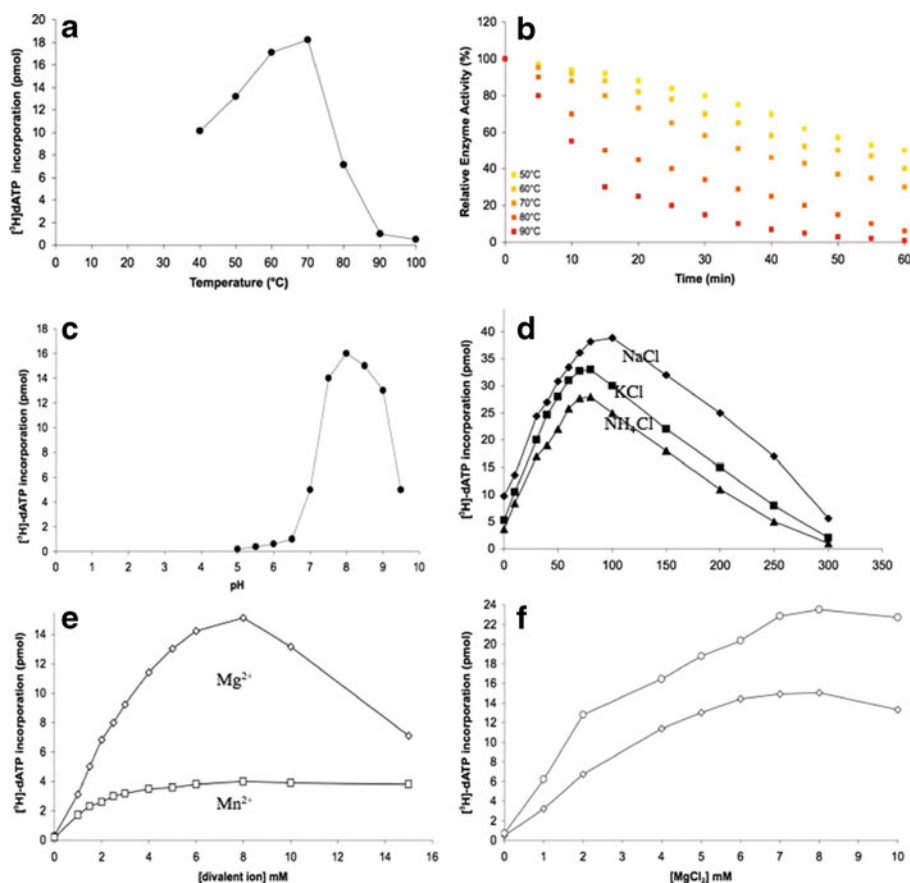 a
[³H]dATP incorporation (pmol)
20
18
16
14
12
10
8
6
4
2
0
0 10 20 30 40 50 60 70 80 90 100
Temperature (°C)
b
Relative Enzyme Activity (%)
120
100
80
60
40
20
0
50°C
60°C
70°C
80°C
90°C
0 10 20 30 40 50 60
Time (min)
c
[³H]-dATP incorporation (pmol)
18
16
14
12
10
8
6
4
2
0
0 1 2 3 4 5 6 7 8 9 10
pH
d
[³H]-dATP incorporation (pmol)
40
35
30
25
20
15
10
5
0
NaCl
KCl
NH₄Cl
0 50 100 150 200 250 300 350
e
[³H]-dATP incorporation (pmol)
14
12
10
8
6
4
2
0
Mg²⁺
Mn²⁺
0 2 4 6 8 10 12 14 16
[divalent ion] mM
f
[³H]-dATP incorporation (pmol)
24
22
20
18
16
14
12
10
8
6
4
2
0
0 1 2 3 4 5 6 7 8 9 10
[MgCl₂] mM